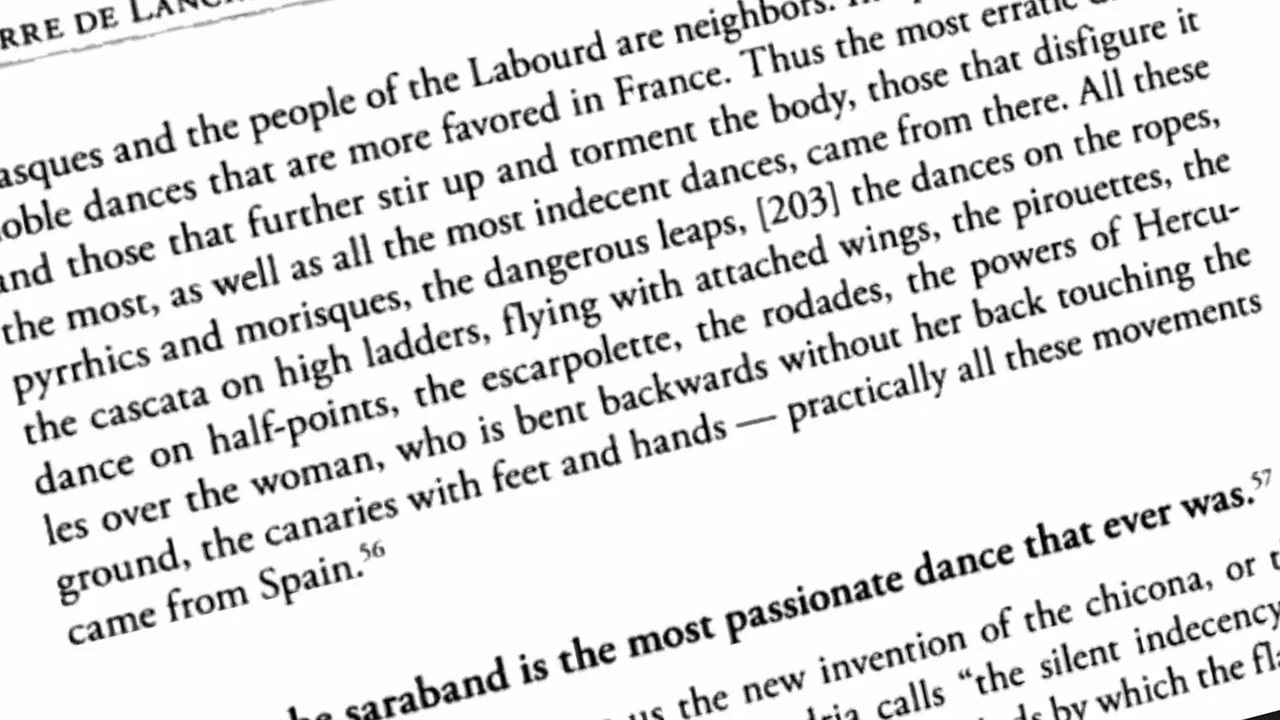 RRE DE LANC
asques and the people of the Labourd are neighbors.
oble dances that are more favored in France. Thus the most erratic
and those that further stir up and torment the body, those that disfigure it
the most, as well as all the most indecent dances, came from there. All these
pyrrhics and morisques, the dangerous leaps, [203] the dances on the ropes,
the cascata on high ladders, flying with attached wings, the pirouettes, the
dance on half-points, the escarpolette, the rodades, the powers of Hercu-
les over the woman, who is bent backwards without her back touching the
ground, the canaries with feet and hands — practically all these movements
came from Spain.56
he saraband is the most passionate dance that ever was.57
us the new invention of the chicona, or t
dria calls “the silent indecency
ds by which the fla